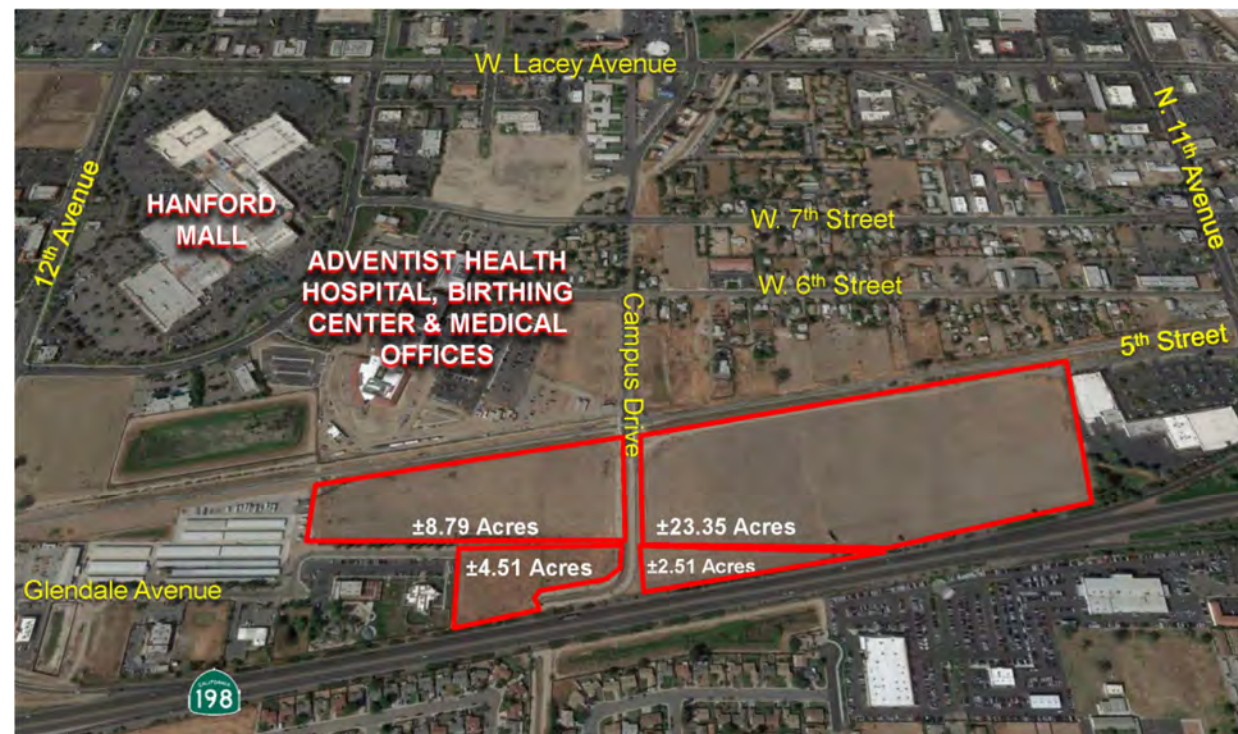 W. Lacey Avenue
N. 11th Avenue
12th Avenue
HANFORD
MALL
W. 7th Street
ADVENTIST HEALTH
HOSPITAL, BIRTHING
CENTER & MEDICAL
OFFICES
W. 6th Street
Campus Drive
5th Street
±8.79 Acres
±23.35 Acres
±4.51 Acres
±2.51 Acres
Glendale Avenue
CALIFORNIA
198